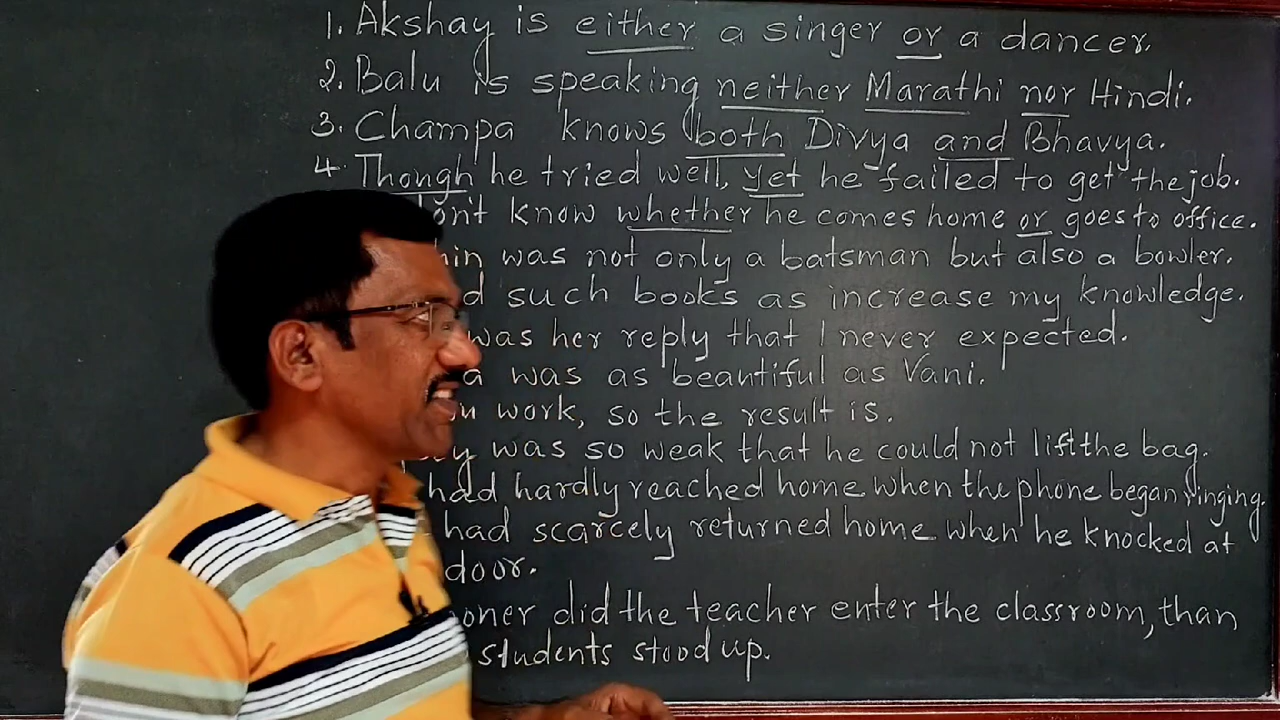 1. Akshay is either a singer or a dancer.
2. Balu is speaking neither Marathi nor Hindi.
3. Champa knows both Divya and Bhavya.
4. Though he tried well, yet he failed to get the job.
on't know whether he comes home or goes to office.
hin was not only a batsman but also a bowler.
d such books as increase my knowledge.
was her reply that I never expected.
a was as beautiful as Vani.
work, so the result is.
was so weak that he could not lift the bag.
had hardly reached home when the phone began ringing.
had scarcely returned home when he knocked at
door.
ooner did the teacher enter the classroom, than
students stood up.